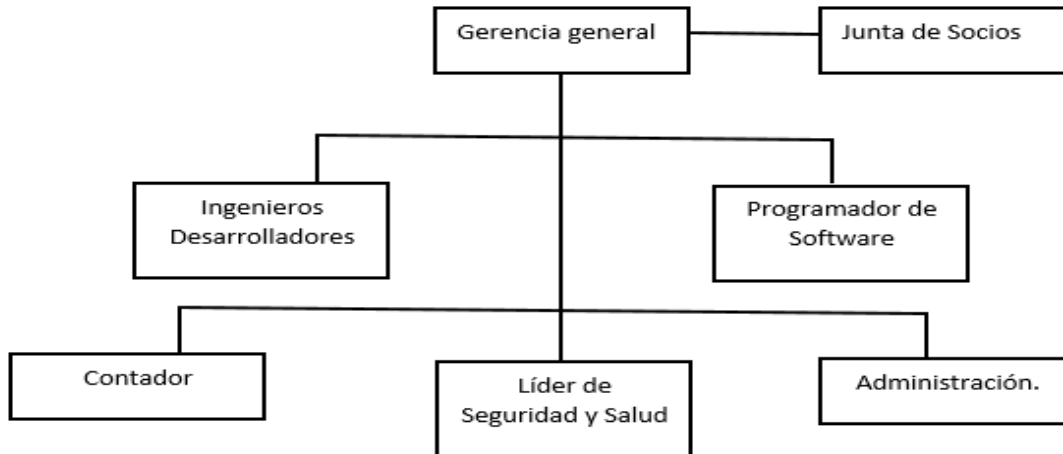 Gerencia general
Junta de Socios
Ingenieros
Desarrolladores
Programador de
Software
Contador
Líder de
Seguridad y Salud
Administración.